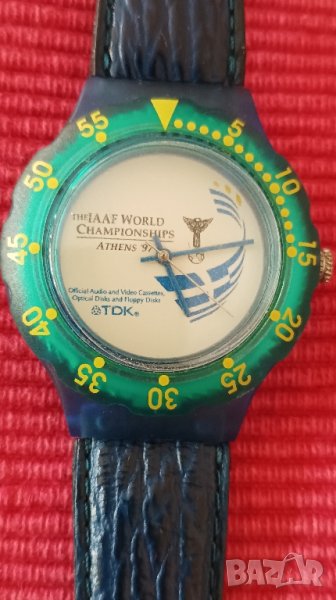 5
10
15
20
25
30
35
40
45
50
55
THE IAAF WORLD
CHAMPIONSHIPS
ATHENS '97
Official Audio and Video Cassettes,
Optical Disks and Floppy Disks
TDK®
BAZAR